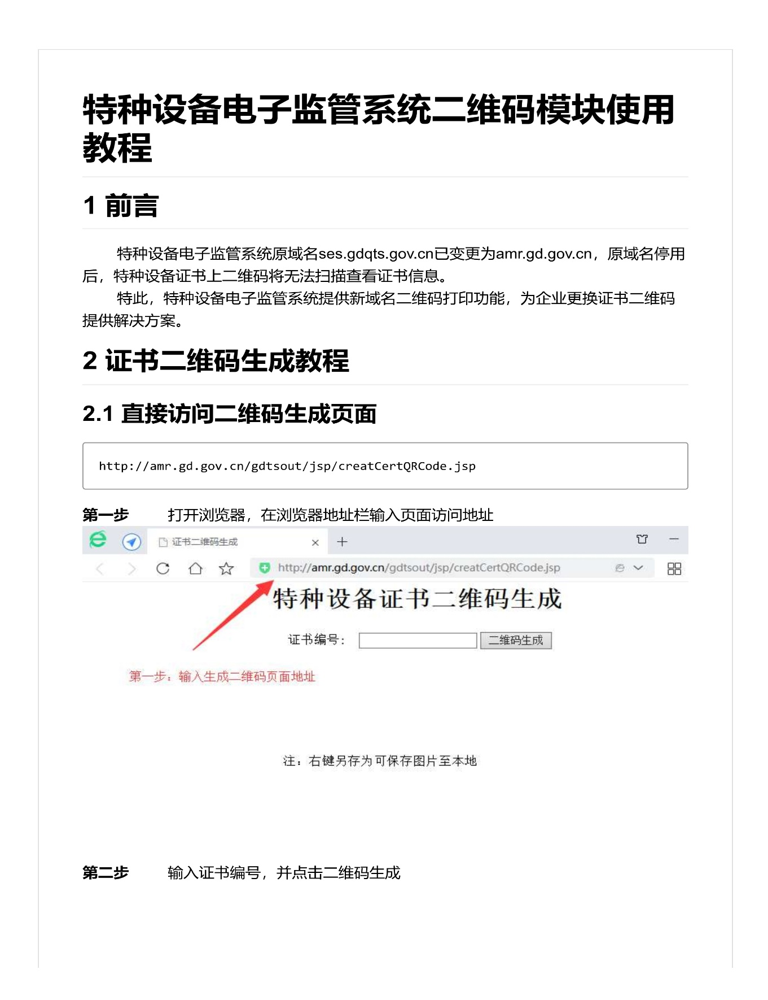 特种设备电子监管系统二维码模块使用
教程
1 前言
特种设备电子监管系统原域名ses.gdqts.gov.cn已变更为amr.gd.gov.cn，原域名停用
后，特种设备证书上二维码将无法扫描查看证书信息。
特此，特种设备电子监管系统提供新域名二维码打印功能，为企业更换证书二维码
提供解决方案。
2 证书二维码生成教程
2.1 直接访问二维码生成页面
http://amr.gd.gov.cn/gdtsout/jsp/creatCertQRCode.jsp
第一步 打开浏览器，在浏览器地址栏输入页面访问地址
证书二维码生成
http://amr.gd.gov.cn/gdtsout/jsp/creatCertQRCode.jsp
特种设备证书二维码生成
证书编号： 二维码生成
第一步：输入生成二维码页面地址
注：右键另存为可保存图片至本地
第二步 输入证书编号，并点击二维码生成